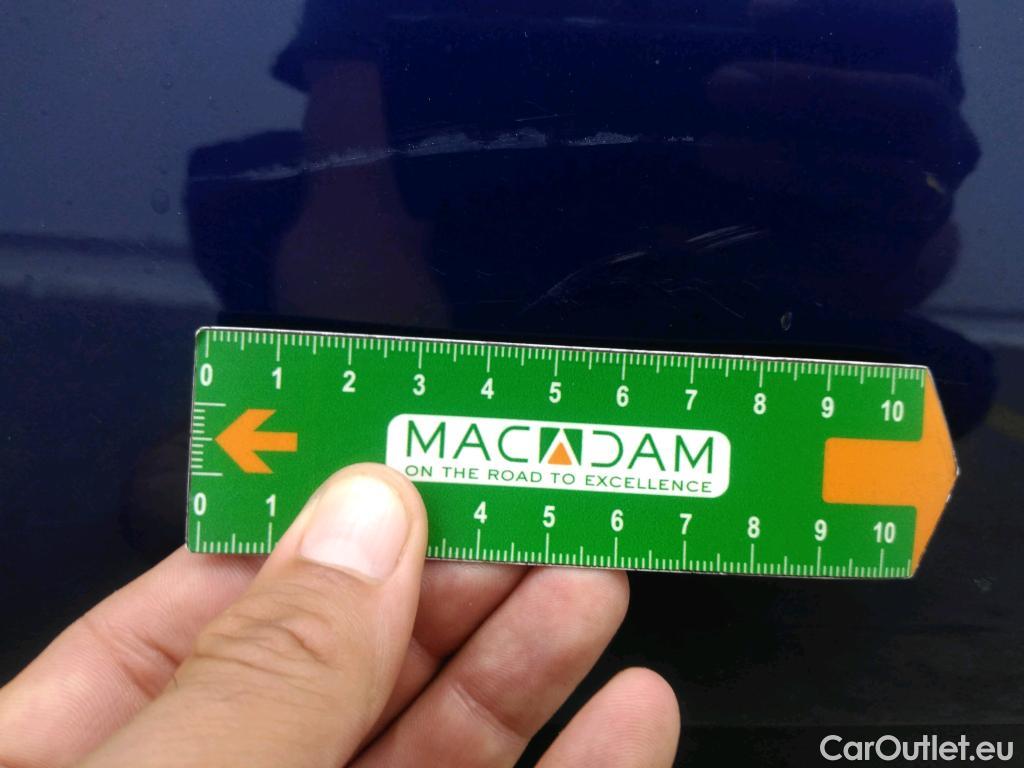 0 1 2 3 4 5 6 7 8 9 10
MACADAM
ON THE ROAD TO EXCELLENCE
0 1 4 5 6 7 8 9 10
CarOutlet.eu